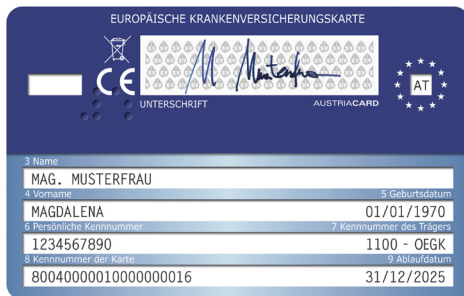 EUROPÄISCHE KRANKENVERSICHERUNGSKARTE
CE
M Musterfrau
UNTERSCHRIFT AUSTRIACARD
AT
3 Name
MAG. MUSTERFRAU
4 Vorname 5 Geburtsdatum
MAGDALENA 01/01/1970
6 Persönliche Kennnummer 7 Kennnummer des Trägers
1234567890 1100 - OEGK
8 Kennnummer der Karte 9 Ablaufdatum
80040000010000000016 31/12/2025